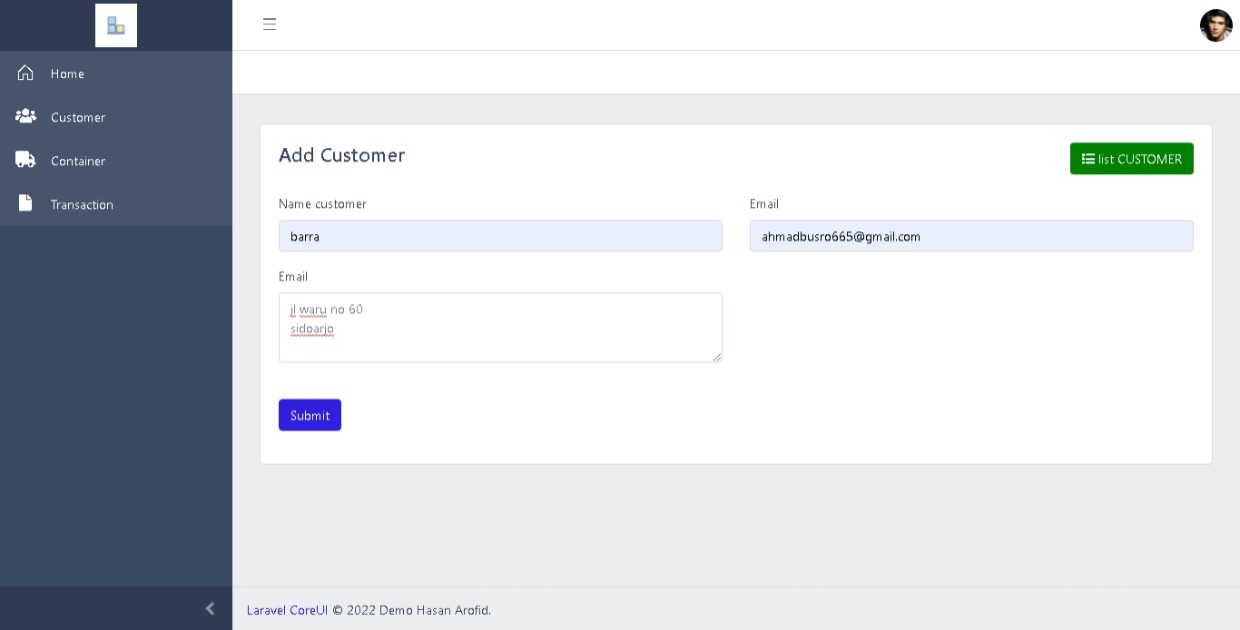 Home
Customer
Container
Transaction
Add Customer
list CUSTOMER
Name customer
Email
barra
ahmadbusro665@gmail.com
Email
jl waru no 60
sidoarjo
Submit
Laravel CoreUI © 2022 Demo Hasan Arofid.